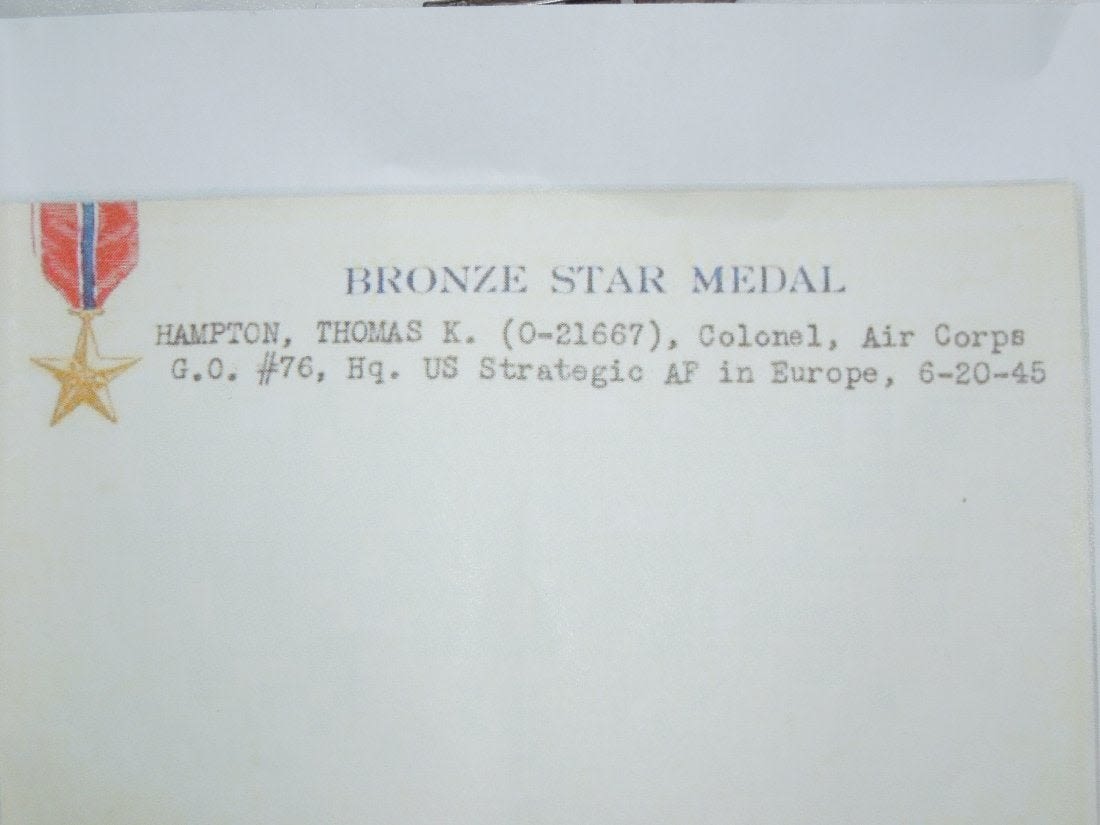 BRONZE STAR MEDAL
HAMPTON, THOMAS K. (O-21667), Colonel, Air Corps
G.O. #76, Hq. US Strategic AF in Europe, 6-20-45